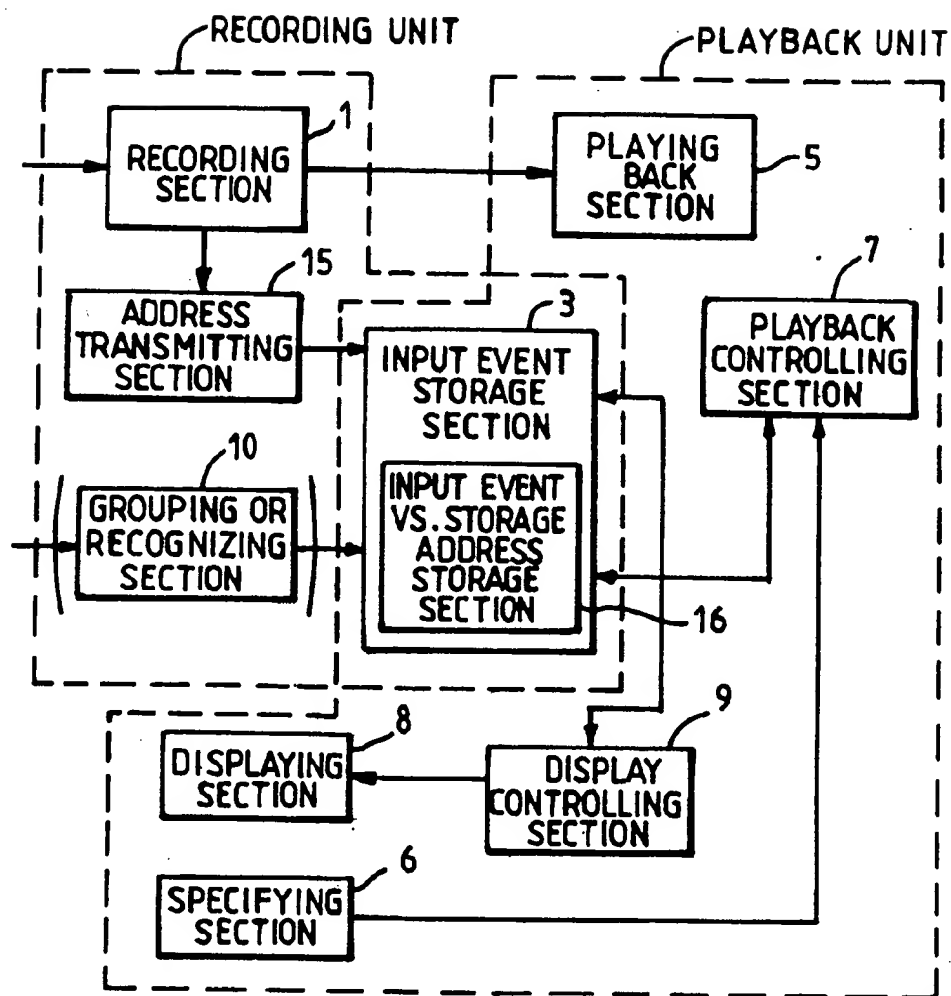 RECORDING UNIT
PLAYBACK UNIT
1
RECORDING
SECTION
PLAYING
BACK
SECTION
5
15
ADDRESS
TRANSMITTING
SECTION
3
INPUT EVENT
STORAGE
SECTION
7
PLAYBACK
CONTROLLING
SECTION
10
GROUPING OR
RECOGNIZING
SECTION
INPUT EVENT
VS. STORAGE
ADDRESS
STORAGE
SECTION
16
8
DISPLAYING
SECTION
9
DISPLAY
CONTROLLING
SECTION
6
SPECIFYING
SECTION